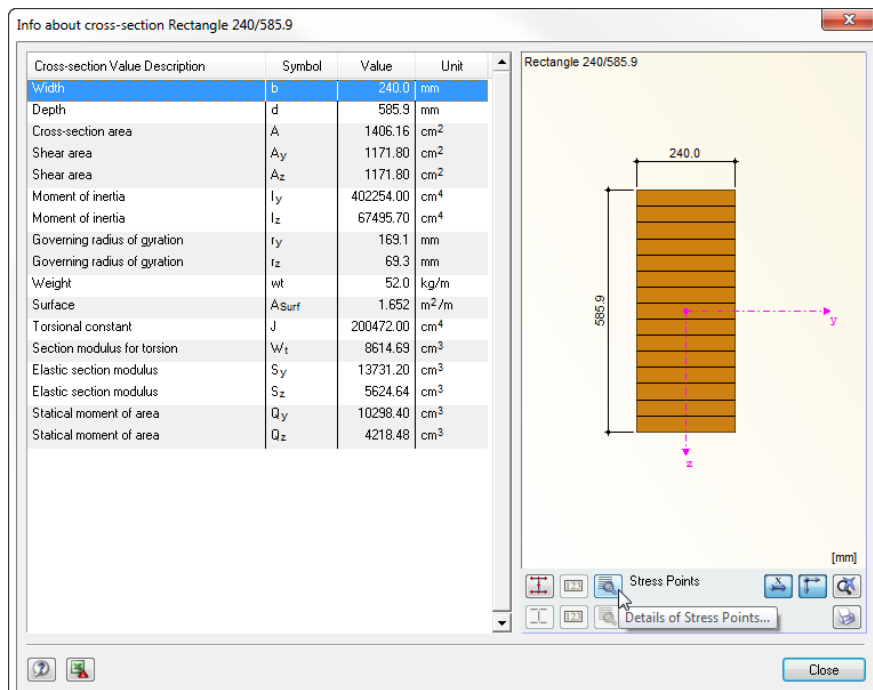 Info about cross-section Rectangle 240/585.9
Cross-section Value Description Symbol Value Unit
Width b 240.0 mm
Depth d 585.9 mm
Cross-section area A 1406.16 cm2
Shear area Ay 1171.80 cm2
Shear area Az 1171.80 cm2
Moment of inertia Iy 402254.00 cm4
Moment of inertia Iz 67495.70 cm4
Governing radius of gyration ry 169.1 mm
Governing radius of gyration rz 69.3 mm
Weight wt 52.0 kg/m
Surface ASurf 1.652 m2/m
Torsional constant J 200472.00 cm4
Section modulus for torsion Wt 8614.69 cm3
Elastic section modulus Sy 13731.20 cm3
Elastic section modulus Sz 5624.64 cm3
Statical moment of area Qy 10298.40 cm3
Statical moment of area Qz 4218.48 cm3
Rectangle 240/585.9
240.0
585.9
y
z
[mm]
123 Stress Points x
123 Details of Stress Points...
Close